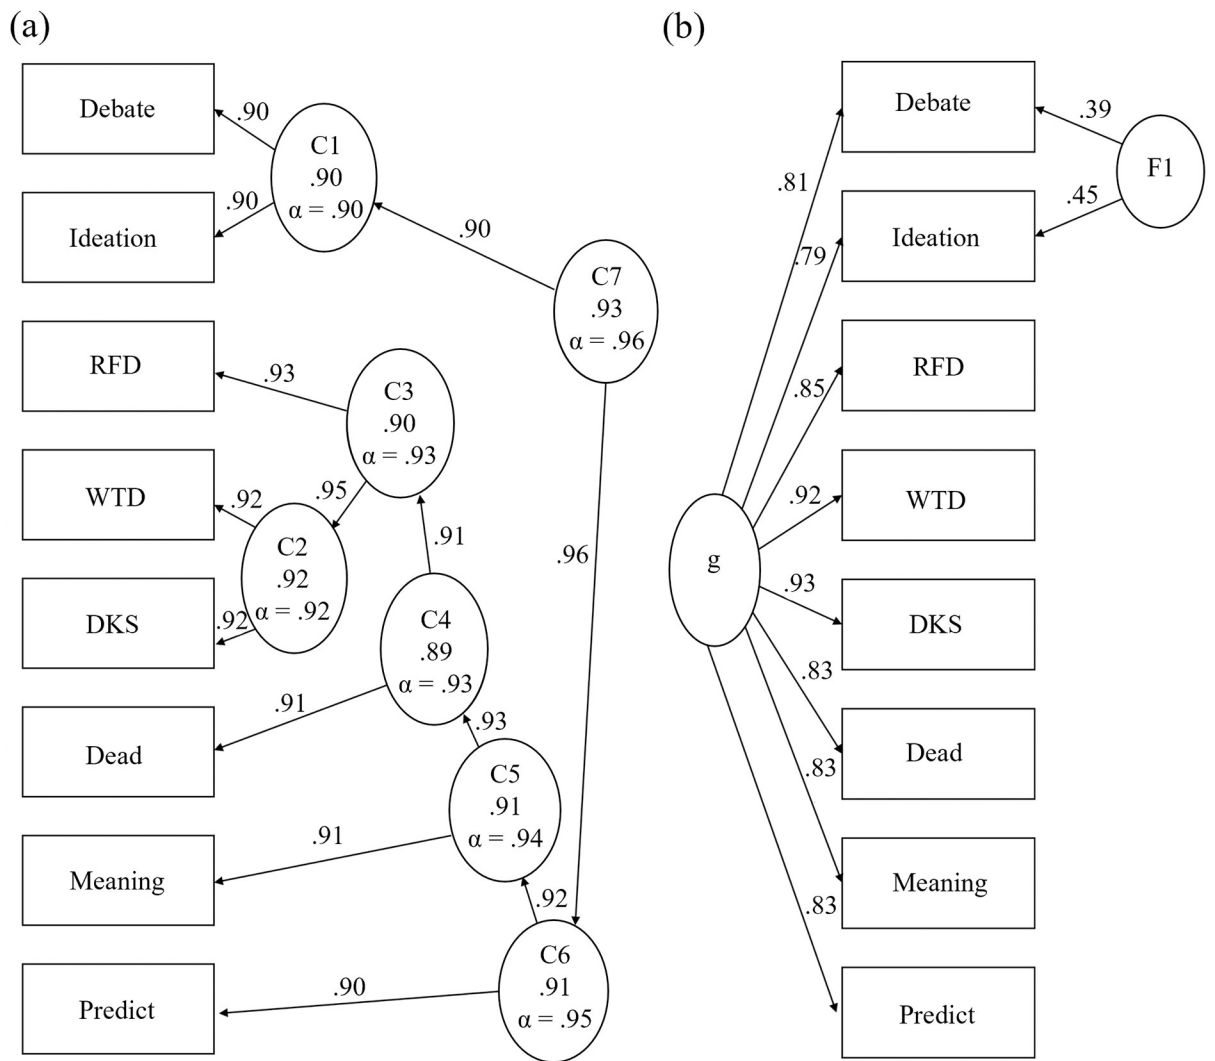 (a)
Debate
Ideation
RFD
WTD
DKS
Dead
Meaning
Predict
.90
.90
C1
.90
α = .90
.90
C7
.93
α = .96
.93
C3
.90
α = .93
.95
.92
C2
.92
α = .92
.92
.91
.96
C4
.89
α = .93
.91
.93
C5
.91
α = .94
.91
.92
C6
.91
α = .95
.90
(b)
Debate
Ideation
RFD
WTD
DKS
Dead
Meaning
Predict
.39
F1
.45
.81
.79
.85
.92
g
.93
.83
.83
.83